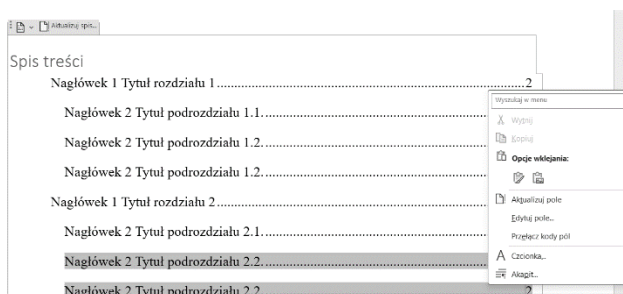 Aktualizuj spis...
Spis treści
Nagłówek 1 Tytuł rozdziału 1 2
Nagłówek 2 Tytuł podrozdziału 1.1.
Nagłówek 2 Tytuł podrozdziału 1.2.
Nagłówek 2 Tytuł podrozdziału 1.2.
Nagłówek 1 Tytuł rozdziału 2
Nagłówek 2 Tytuł podrozdziału 2.1.
Nagłówek 2 Tytuł podrozdziału 2.2.
Nagłówek 2 Tytuł podrozdziału 2.2. 2
Wyszukaj w menu
Wytnij
Kopiuj
Opcje wklejania:
Aktualizuj pole
Edytuj pole...
Przełącz kody pól
A Czcionka...
Akapit...